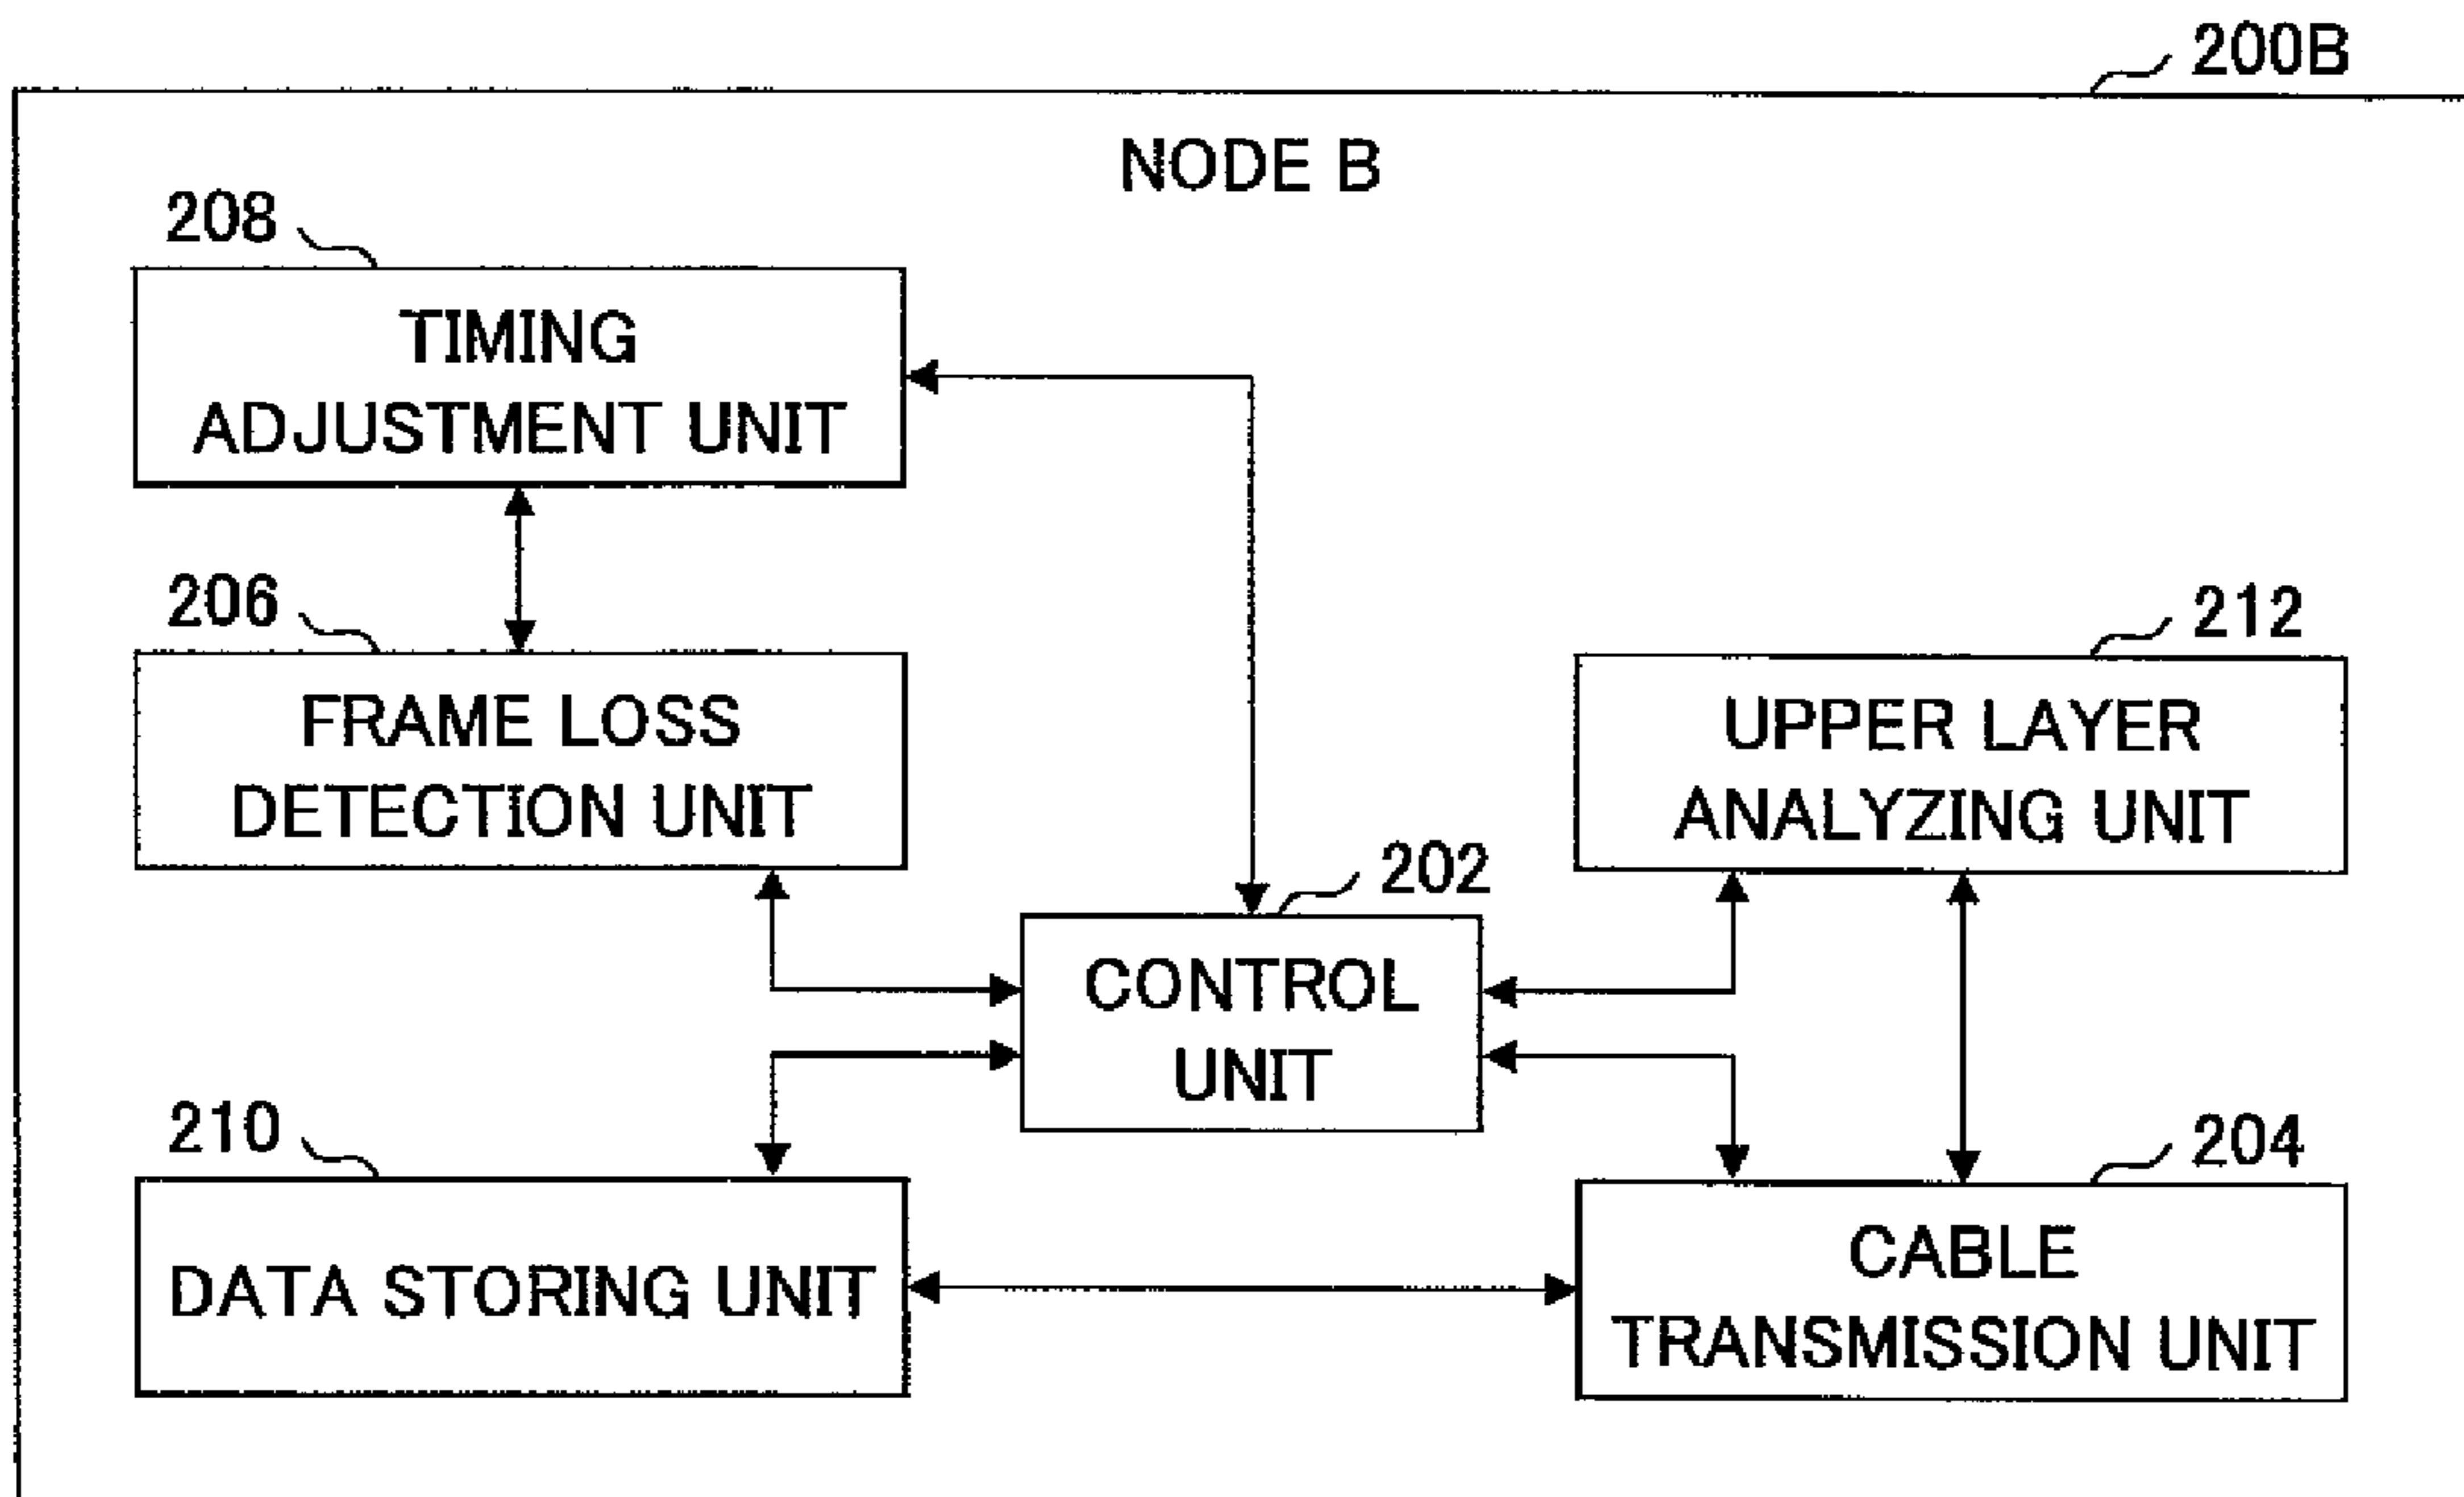 200B
NODE B
208
TIMING
ADJUSTMENT UNIT
206
FRAME LOSS
DETECTION UNIT
212
UPPER LAYER
ANALYZING UNIT
202
CONTROL
UNIT
210
DATA STORING UNIT
204
CABLE
TRANSMISSION UNIT